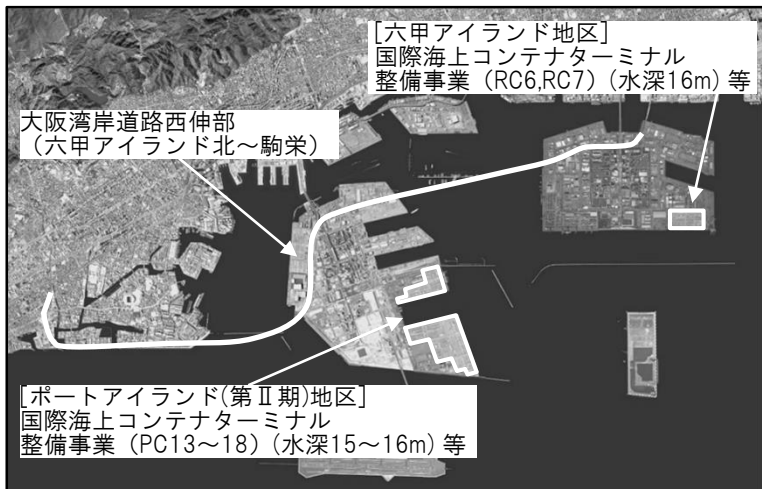 [六甲アイランド地区]
国際海上コンテナターミナル
整備事業（RC6,RC7）(水深16m) 等
大阪湾岸道路西伸部
（六甲アイランド北～駒栄）
[ポートアイランド(第Ⅱ期)地区]
国際海上コンテナターミナル
整備事業（PC13～18）(水深15～16m) 等